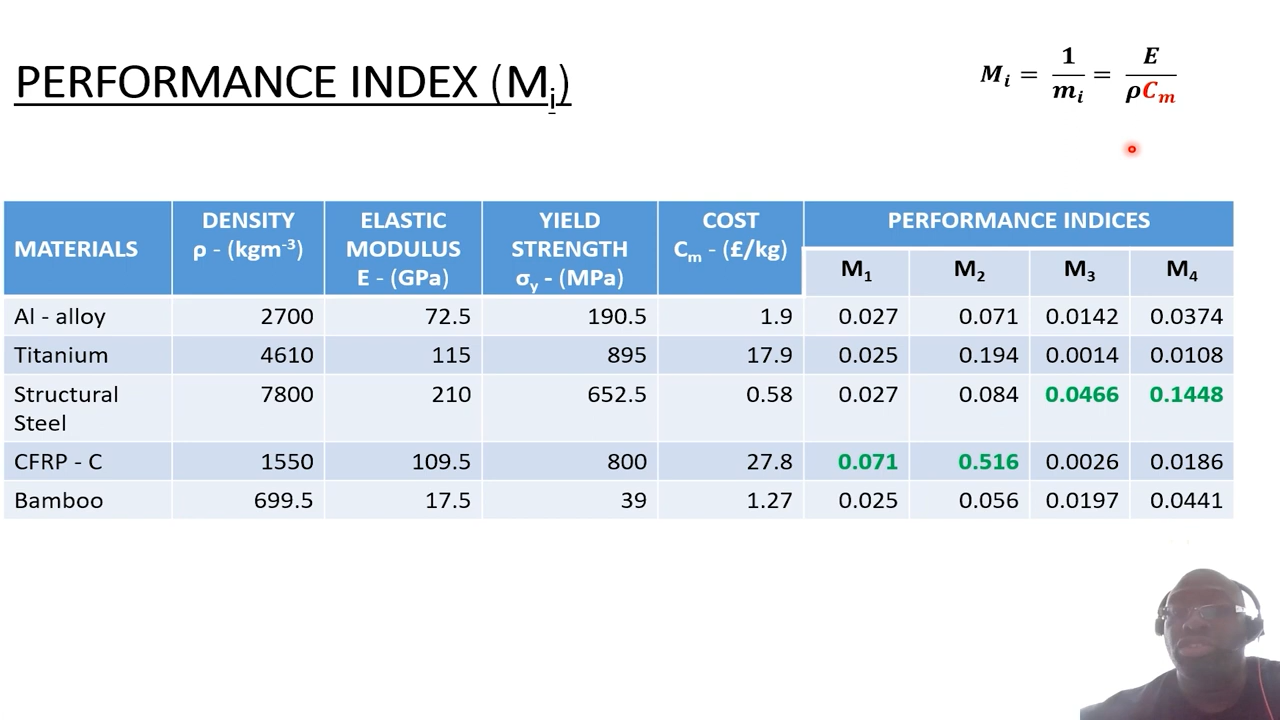 PERFORMANCE INDEX (Mi)
Mi = 1/mi = E/ρCm
MATERIALS DENSITY ρ - (kgm-3) ELASTIC MODULUS E - (GPa) YIELD STRENGTH σy - (MPa) COST Cm - (£/kg) PERFORMANCE INDICES
M1 M2 M3 M4
Al - alloy 2700 72.5 190.5 1.9 0.027 0.071 0.0142 0.0374
Titanium 4610 115 895 17.9 0.025 0.194 0.0014 0.0108
Structural Steel 7800 210 652.5 0.58 0.027 0.084 0.0466 0.1448
CFRP - C 1550 109.5 800 27.8 0.071 0.516 0.0026 0.0186
Bamboo 699.5 17.5 39 1.27 0.025 0.056 0.0197 0.0441